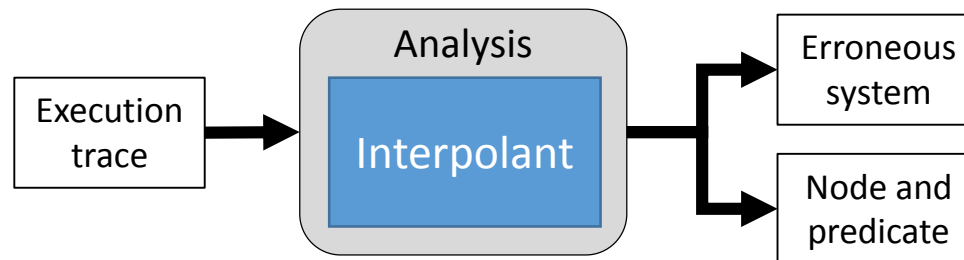 Execution
trace
Analysis
Interpolant
Erroneous
system
Node and
predicate